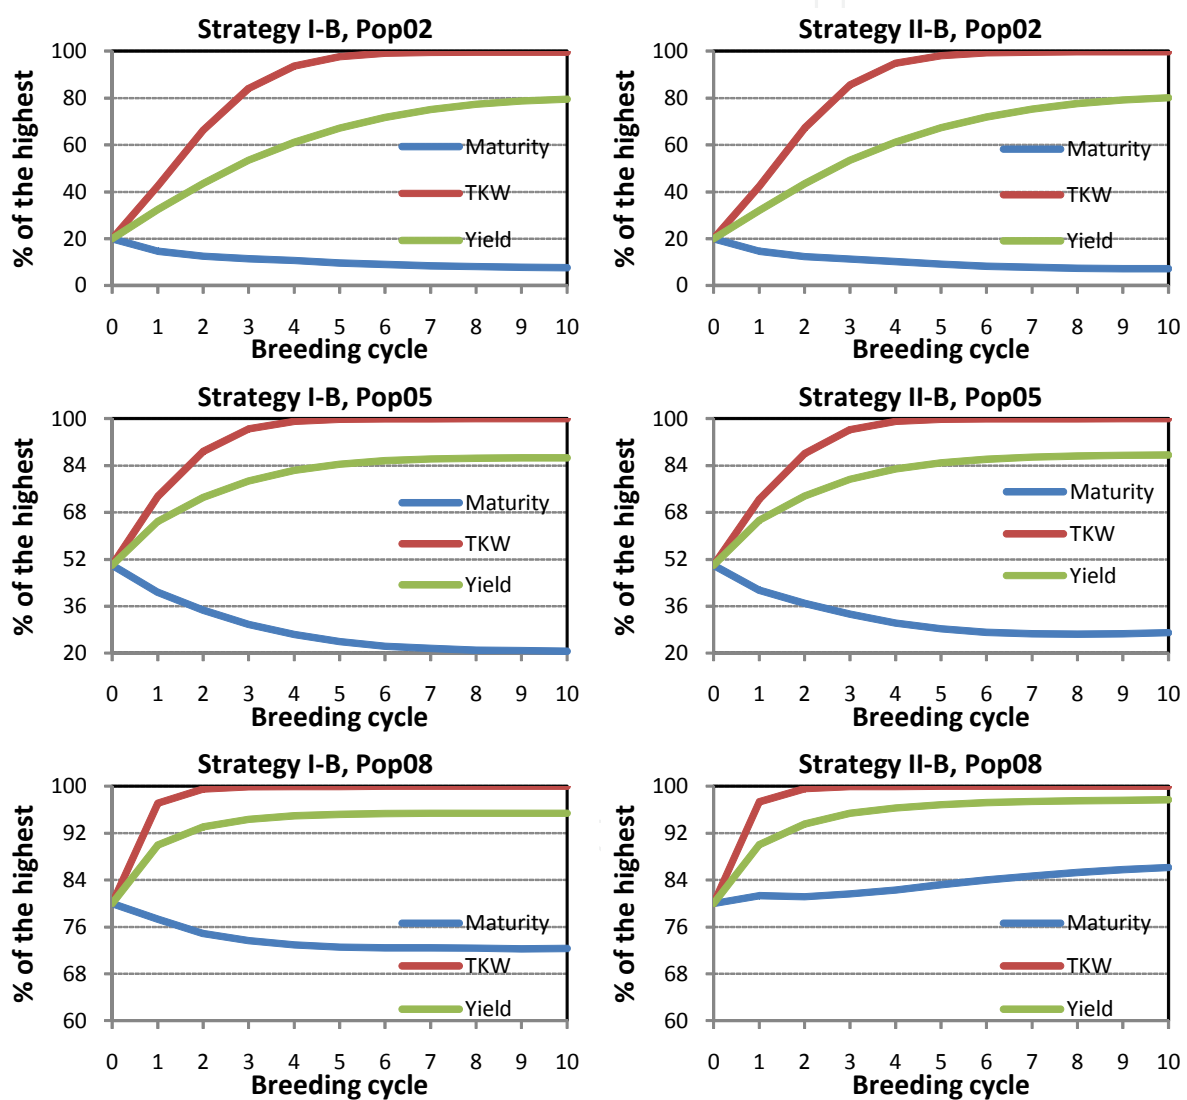 Strategy I-B, Pop02
% of the highest
100
80
60
40
20
0
Maturity
TKW
Yield
0 1 2 3 4 5 6 7 8 9 10
Breeding cycle
Strategy II-B, Pop02
% of the highest
100
80
60
40
20
0
Maturity
TKW
Yield
0 1 2 3 4 5 6 7 8 9 10
Breeding cycle
Strategy I-B, Pop05
% of the highest
100
84
68
52
36
20
Maturity
TKW
Yield
0 1 2 3 4 5 6 7 8 9 10
Breeding cycle
Strategy II-B, Pop05
% of the highest
100
84
68
52
36
20
Maturity
TKW
Yield
0 1 2 3 4 5 6 7 8 9 10
Breeding cycle
Strategy I-B, Pop08
% of the highest
100
92
84
76
68
60
Maturity
TKW
Yield
0 1 2 3 4 5 6 7 8 9 10
Breeding cycle
Strategy II-B, Pop08
% of the highest
100
92
84
76
68
60
Maturity
TKW
Yield
0 1 2 3 4 5 6 7 8 9 10
Breeding cycle